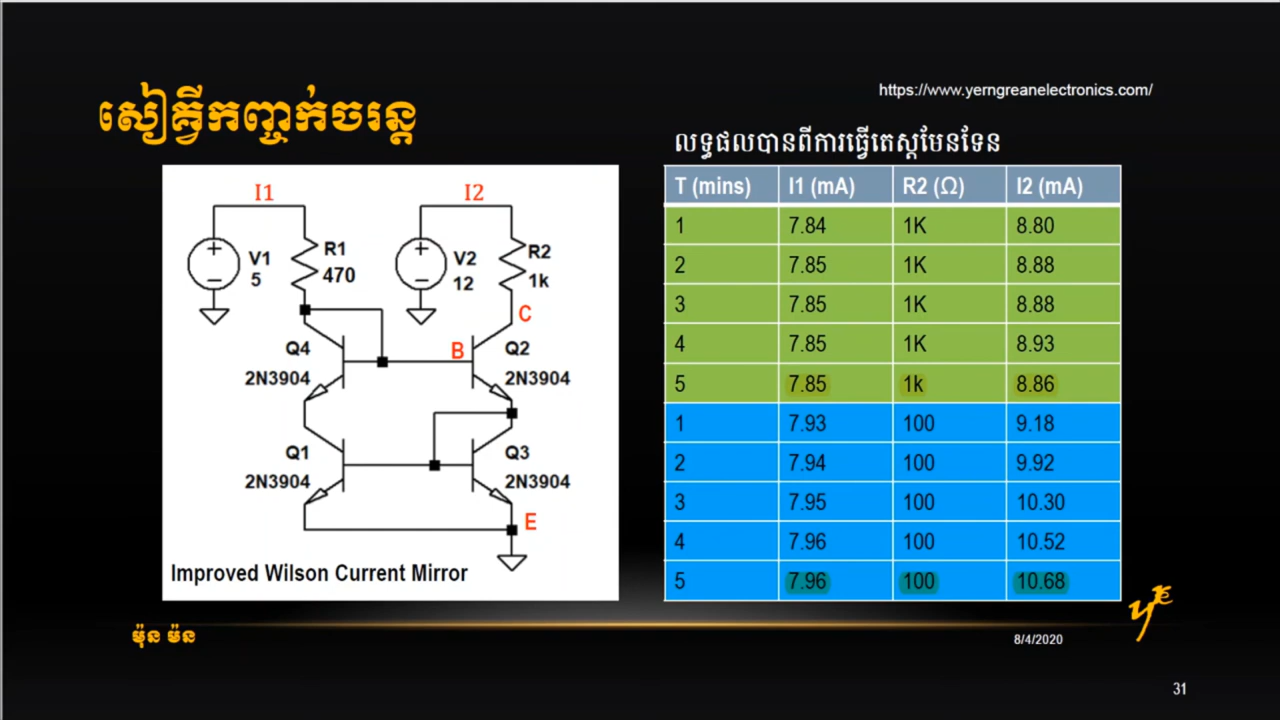 សៀគ្វីកញ្ចក់ចរន្ត
https://www.yerngreanelectronics.com/
លទ្ធផលបានពីការធ្វើតេស្តមែនទែន
I1
I2
V1
5
R1
470
V2
12
R2
1k
C
Q4
2N3904
B
Q2
2N3904
Q1
2N3904
Q3
2N3904
E
Improved Wilson Current Mirror
T (mins) I1 (mA) R2 (Ω) I2 (mA)
1 7.84 1K 8.80
2 7.85 1K 8.88
3 7.85 1K 8.88
4 7.85 1K 8.93
5 7.85 1k 8.86
1 7.93 100 9.18
2 7.94 100 9.92
3 7.95 100 10.30
4 7.96 100 10.52
5 7.96 100 10.68
ម៉ុន ម៉ន
8/4/2020
31